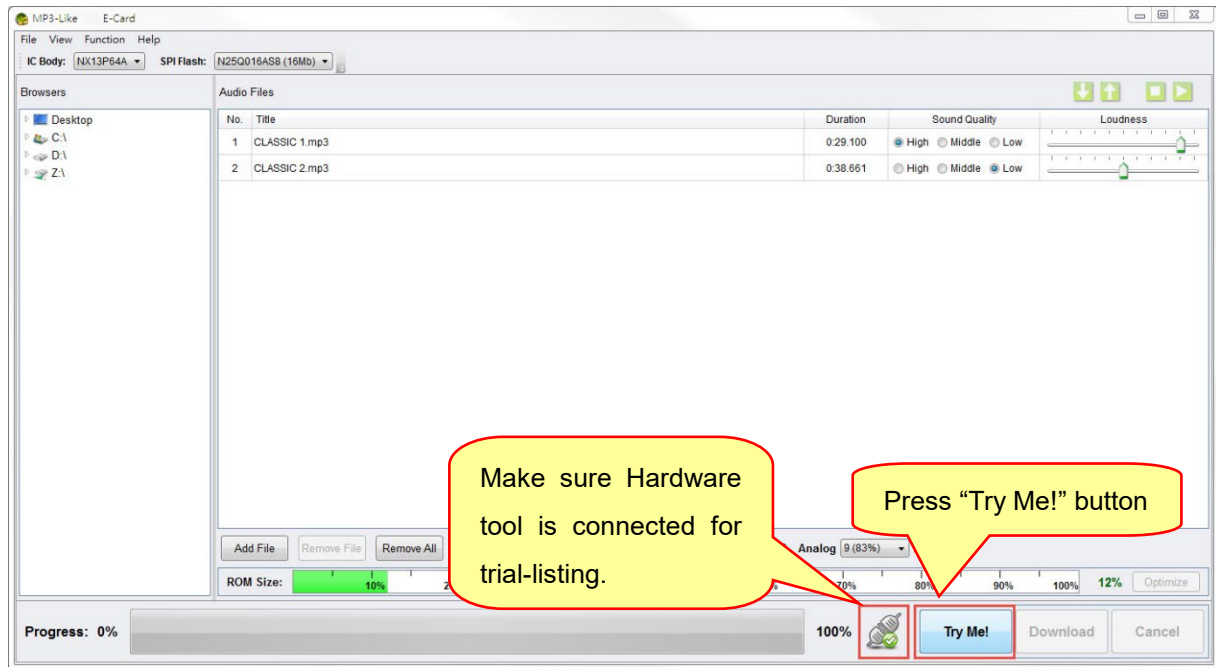 MP3-Like E-Card
File View Function Help
IC Body: NX13P64A SPI Flash: N25Q016AS8 (16Mb)
Browsers Audio Files
Desktop
C:\
D:\
Z:\
No. Title Duration Sound Quality Loudness
1 CLASSIC 1.mp3 0:29.100 High Middle Low
2 CLASSIC 2.mp3 0:38.661 High Middle Low
Make sure Hardware
tool is connected for
trial-listing.
Press “Try Me!” button
Add File Remove File Remove All Analog 9 (83%)
ROM Size: 10% 70% 80% 90% 100% 12% Optimize
Progress: 0% 100% Try Me! Download Cancel